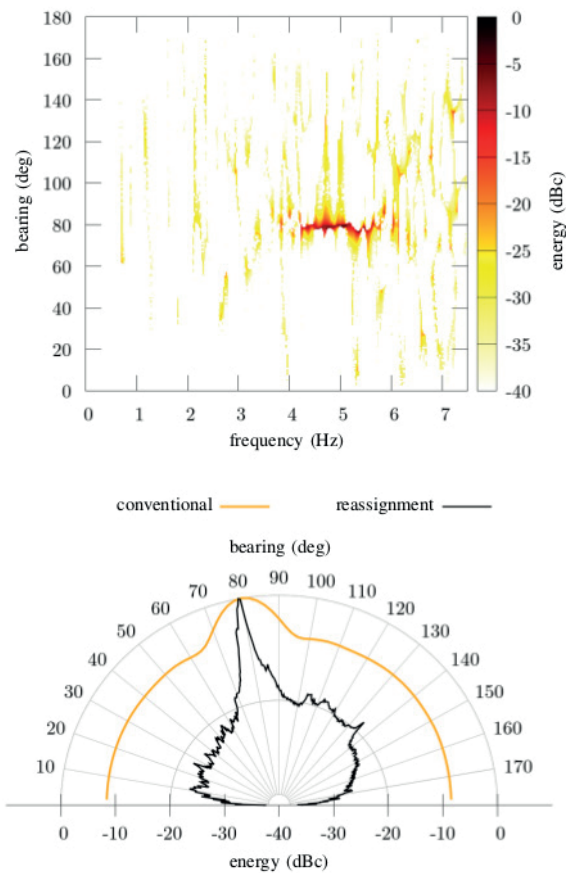 180
160
140
120
100
80
60
40
20
0
bearing (deg)
0 1 2 3 4 5 6 7
frequency (Hz)
0
-5
-10
-15
-20
-25
-30
-35
-40
energy (dBc)
conventional reassignment
bearing (deg)
10 20 30 40 50 60 70 80 90 100 110 120 130 140 150 160 170
0 -10 -20 -30 -40 -30 -20 -10 0
energy (dBc)